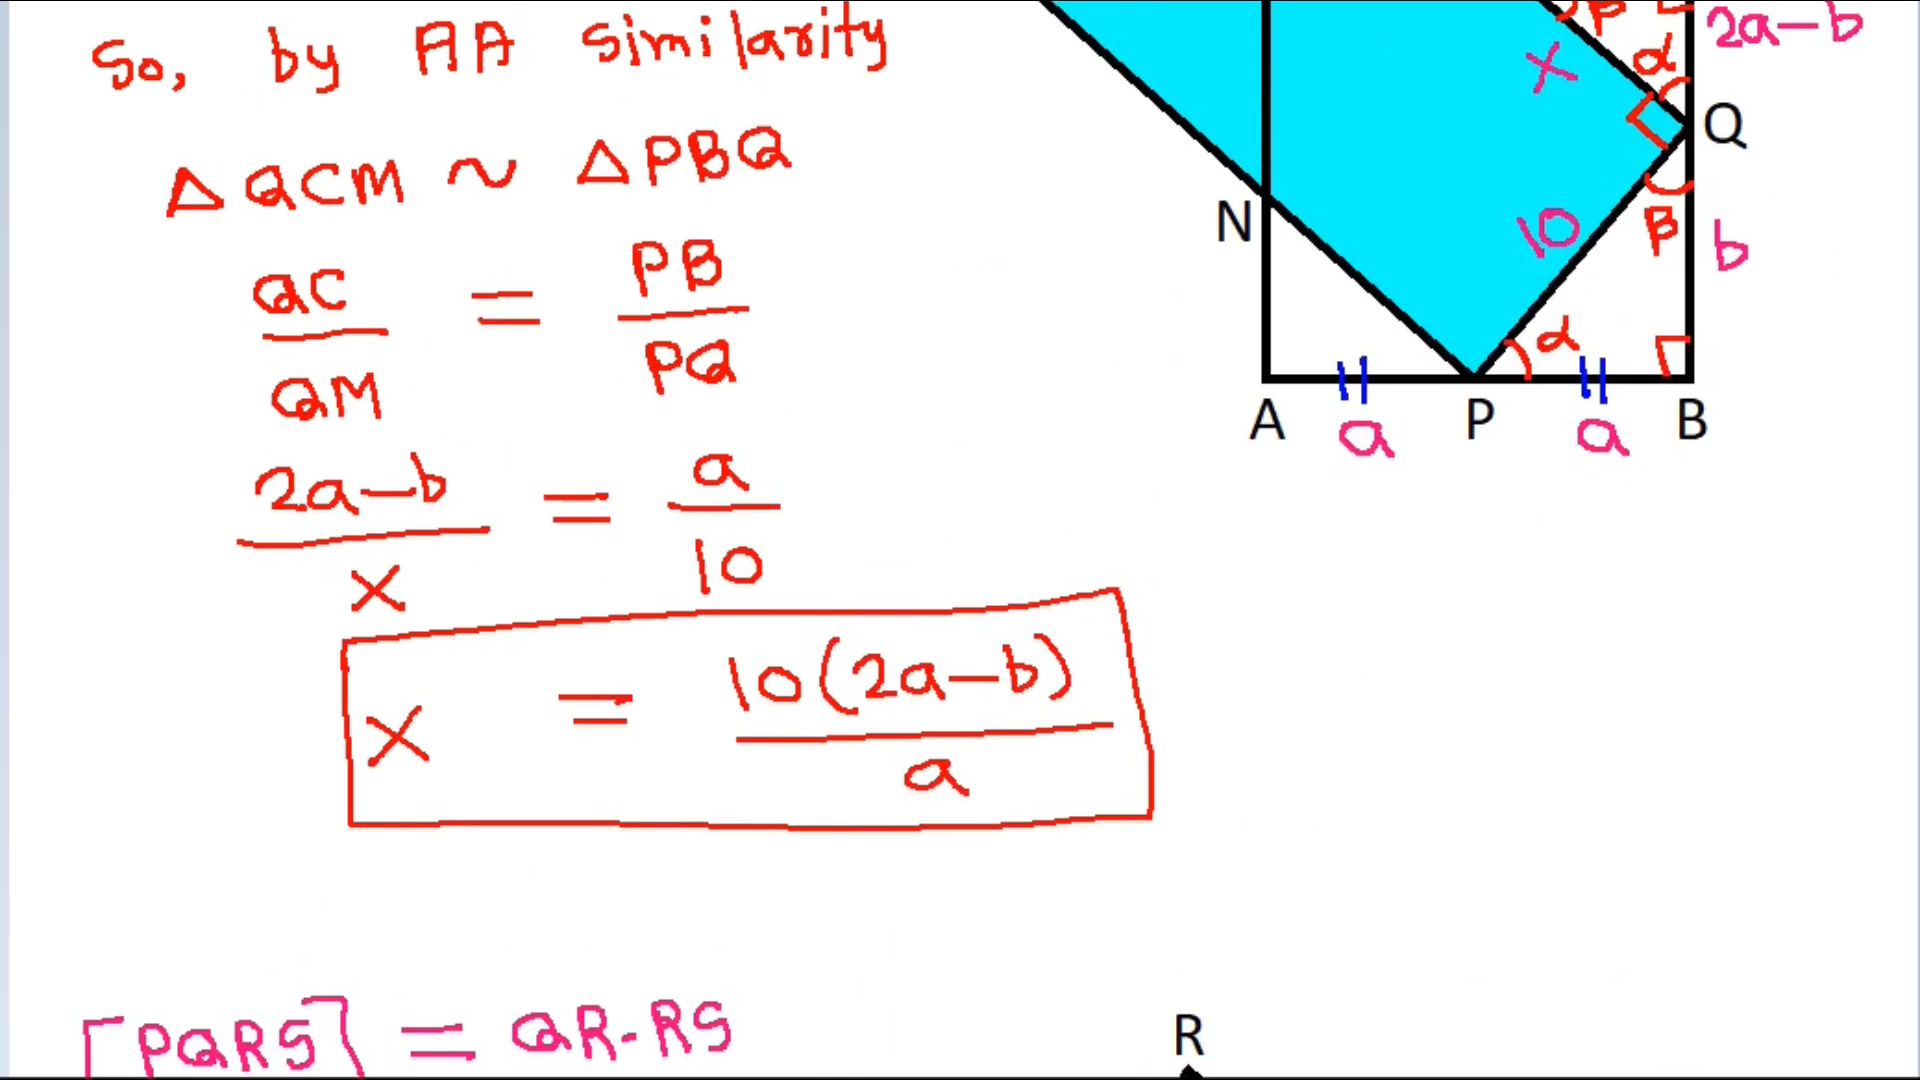 So, by AA similarity
△QCM ~ △PBQ
QC/QM = PB/PQ
2a-b/x = a/10
x = 10(2a-b)/a
[PQRS] = QR.RS
β
2a-b
α
x
Q
N
10
β
b
α
A
P
B
a
a
R